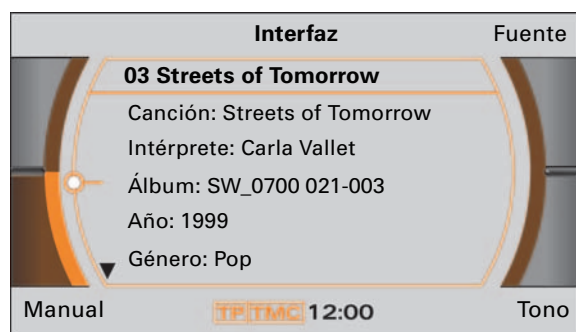 Interfaz Fuente
03 Streets of Tomorrow
Canción: Streets of Tomorrow
Intérprete: Carla Vallet
Álbum: SW_0700 021-003
Año: 1999
Género: Pop
Manual TP TMC 12:00 Tono